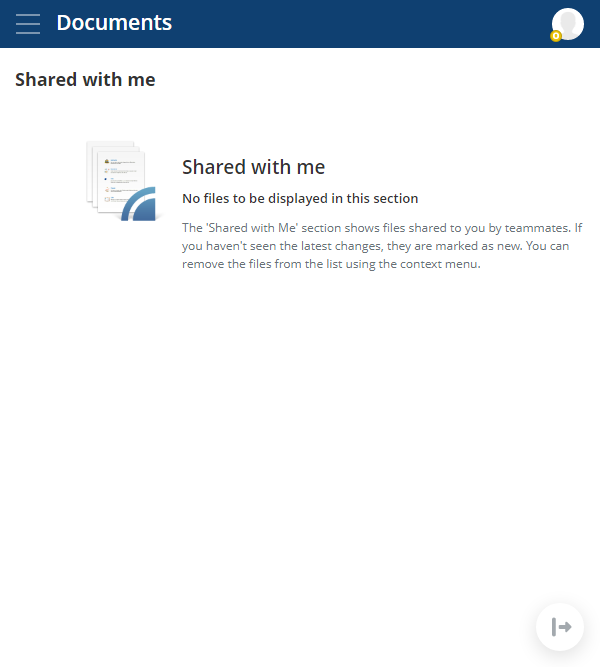 Documents
Shared with me
Shared with me
No files to be displayed in this section
The 'Shared with Me' section shows files shared to you by teammates. If
you haven't seen the latest changes, they are marked as new. You can
remove the files from the list using the context menu.